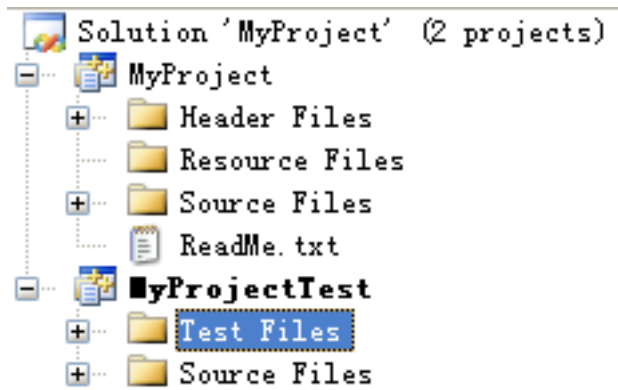 Solution 'MyProject' (2 projects)
MyProject
Header Files
Resource Files
Source Files
ReadMe.txt
MyProjectTest
Test Files
Source Files